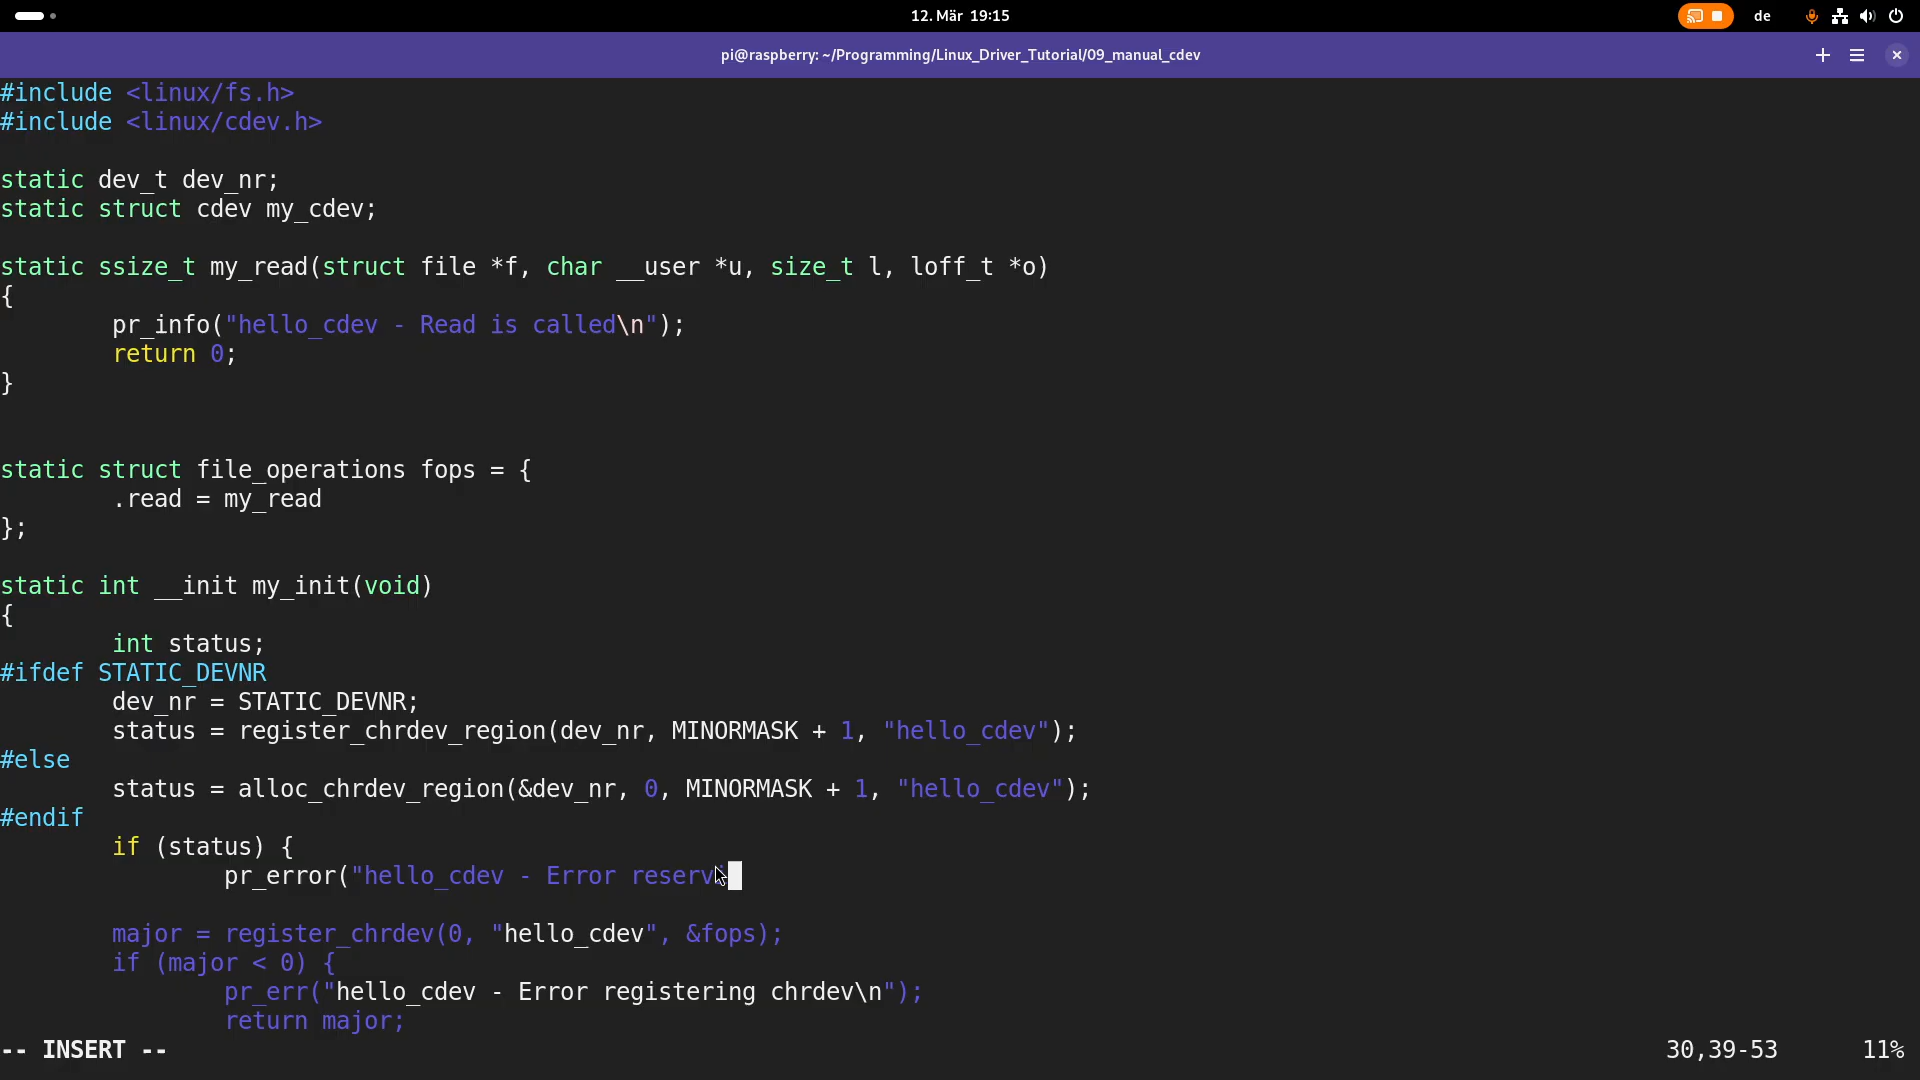 12. Mär 19:15
de
pi@raspberry: ~/Programming/Linux_Driver_Tutorial/09_manual_cdev
#include <linux/fs.h>
#include <linux/cdev.h>
static dev_t dev_nr;
static struct cdev my_cdev;
static ssize_t my_read(struct file *f, char __user *u, size_t l, loff_t *o)
{
        pr_info("hello_cdev - Read is called\n");
        return 0;
}
static struct file_operations fops = {
        .read = my_read
};
static int __init my_init(void)
{
        int status;
#ifdef STATIC_DEVNR
        dev_nr = STATIC_DEVNR;
        status = register_chrdev_region(dev_nr, MINORMASK + 1, "hello_cdev");
#else
        status = alloc_chrdev_region(&dev_nr, 0, MINORMASK + 1, "hello_cdev");
#endif
        if (status) {
                pr_error("hello_cdev - Error reservi
        major = register_chrdev(0, "hello_cdev", &fops);
        if (major < 0) {
                pr_err("hello_cdev - Error registering chrdev\n");
                return major;
-- INSERT --
30,39-53
11%